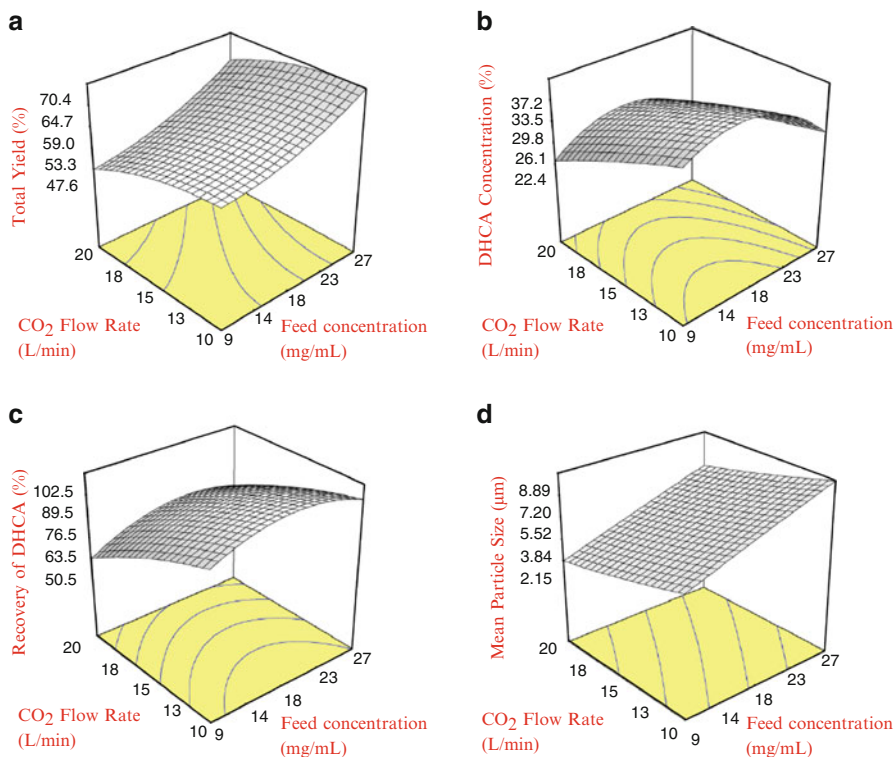 a
Total Yield (%)
70.4
64.7
59.0
53.3
47.6
20
18
15
13
10
9
14
18
23
27
CO2 Flow Rate
(L/min)
Feed concentration
(mg/mL)
b
DHCA Concentration (%)
37.2
33.5
29.8
26.1
22.4
20
18
15
13
10
9
14
18
23
27
CO2 Flow Rate
(L/min)
Feed concentration
(mg/mL)
c
Recovery of DHCA (%)
102.5
89.5
76.5
63.5
50.5
20
18
15
13
10
9
14
18
23
27
CO2 Flow Rate
(L/min)
Feed concentration
(mg/mL)
d
Mean Particle Size (µm)
8.89
7.20
5.52
3.84
2.15
20
18
15
13
10
9
14
18
23
27
CO2 Flow Rate
(L/min)
Feed concentration
(mg/mL)